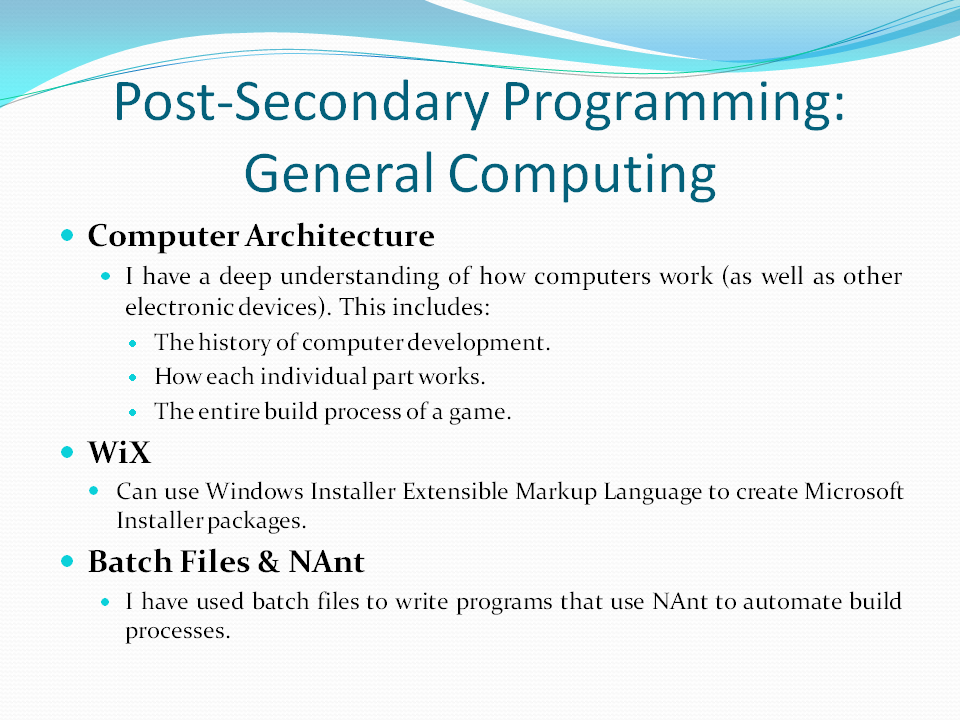 Post-Secondary Programming:
General Computing
• Computer Architecture
• I have a deep understanding of how computers work (as well as other
electronic devices). This includes:
• The history of computer development.
• How each individual part works.
• The entire build process of a game.
• WiX
• Can use Windows Installer Extensible Markup Language to create Microsoft
Installer packages.
• Batch Files & NAnt
• I have used batch files to write programs that use NAnt to automate build
processes.